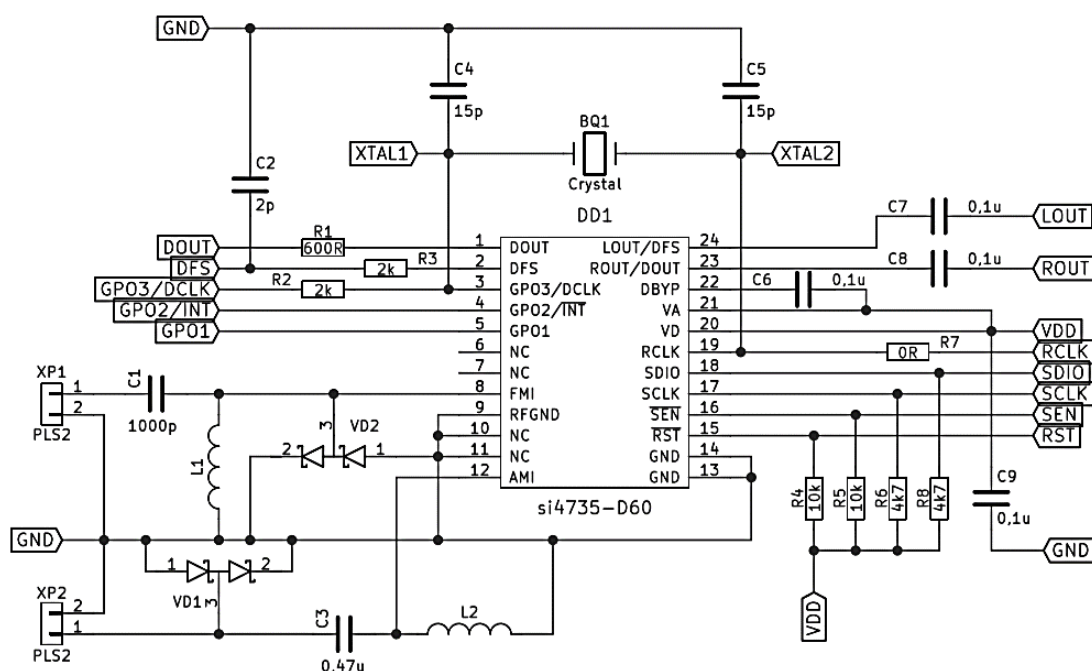 GND
C4
15p
C5
15p
BQ1
Crystal
XTAL1
XTAL2
C2
2p
DD1
C7
0,1u
LOUT
C8
0,1u
ROUT
DOUT
R1
600R
1
DOUT
LOUT/DFS
24
DFS
2k
R3
2
DFS
ROUT/DOUT
23
GPO3/DCLK
R2
2k
3
GPO3/DCLK
DBYP
22
C6
0,1u
GPO2/INT
4
GPO2/INT
VA
21
GPO1
5
GPO1
VD
20
VDD
6
NC
RCLK
19
0R
R7
RCLK
7
NC
SDIO
18
SDIO
8
FMI
SCLK
17
SCLK
9
RFGND
SEN
16
SEN
10
NC
RST
15
RST
11
NC
GND
14
12
AMI
GND
13
si4735-D60
XP1
1
2
PLS2
C1
1000p
L1
2
3
VD2
1
R4
10k
R5
10k
R6
4k7
R8
4k7
C9
0,1u
GND
VDD
GND
1
2
VD1
3
XP2
2
1
PLS2
C3
0,47u
L2